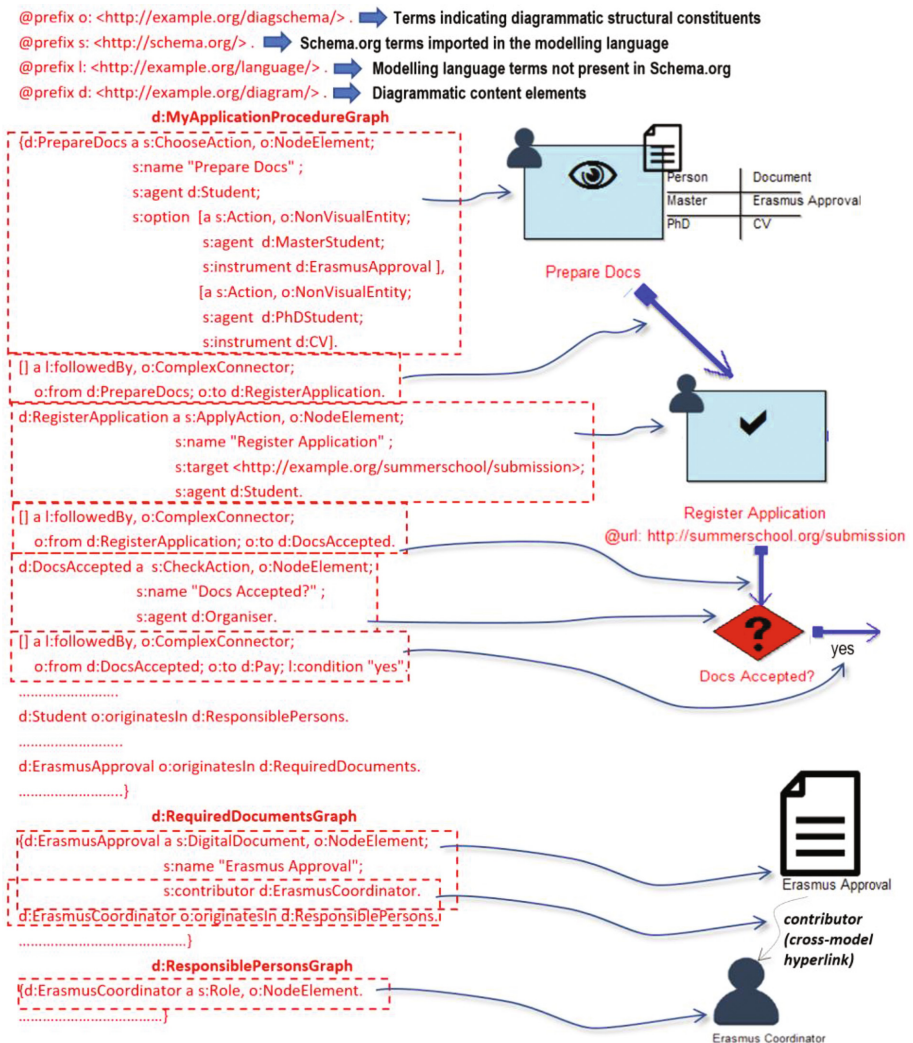 @prefix o: <http://example.org/diagschema/> . Terms indicating diagrammatic structural constituents
@prefix s: <http://schema.org/> . Schema.org terms imported in the modelling language
@prefix l: <http://example.org/language/> . Modelling language terms not present in Schema.org
@prefix d: <http://example.org/diagram/> . Diagrammatic content elements
d:MyApplicationProcedureGraph
{d:PrepareDocs a s:ChooseAction, o:NodeElement;
s:name "Prepare Docs" ;
s:agent d:Student;
s:option [a s:Action, o:NonVisualEntity;
s:agent d:MasterStudent;
s:instrument d:ErasmusApproval ],
[a s:Action, o:NonVisualEntity;
s:agent d:PhDStudent;
s:instrument d:CV].
Person Document
Master Erasmus Approval
PhD CV
Prepare Docs
[] a l:followedBy, o:ComplexConnector;
o:from d:PrepareDocs; o:to d:RegisterApplication.
d:RegisterApplication a s:ApplyAction, o:NodeElement;
s:name "Register Application" ;
s:target <http://example.org/summerschool/submission>;
s:agent d:Student.
Register Application
@url: http://summerschool.org/submission
[] a l:followedBy, o:ComplexConnector;
o:from d:RegisterApplication; o:to d:DocsAccepted.
d:DocsAccepted a s:CheckAction, o:NodeElement;
s:name "Docs Accepted?" ;
s:agent d:Organiser.
?
yes
Docs Accepted?
[] a l:followedBy, o:ComplexConnector;
o:from d:DocsAccepted; o:to d:Pay; l:condition "yes".
..........................
d:Student o:originatesIn d:ResponsiblePersons.
...........................
d:ErasmusApproval o:originatesIn d:RequiredDocuments.
...........................}
d:RequiredDocumentsGraph
{d:ErasmusApproval a s:DigitalDocument, o:NodeElement;
s:name "Erasmus Approval";
s:contributor d:ErasmusCoordinator.
d:ErasmusCoordinator o:originatesIn d:ResponsiblePersons.
...........................................}
Erasmus Approval
contributor
(cross-model
hyperlink)
d:ResponsiblePersonsGraph
{d:ErasmusCoordinator a s:Role, o:NodeElement.
.....................................}
Erasmus Coordinator